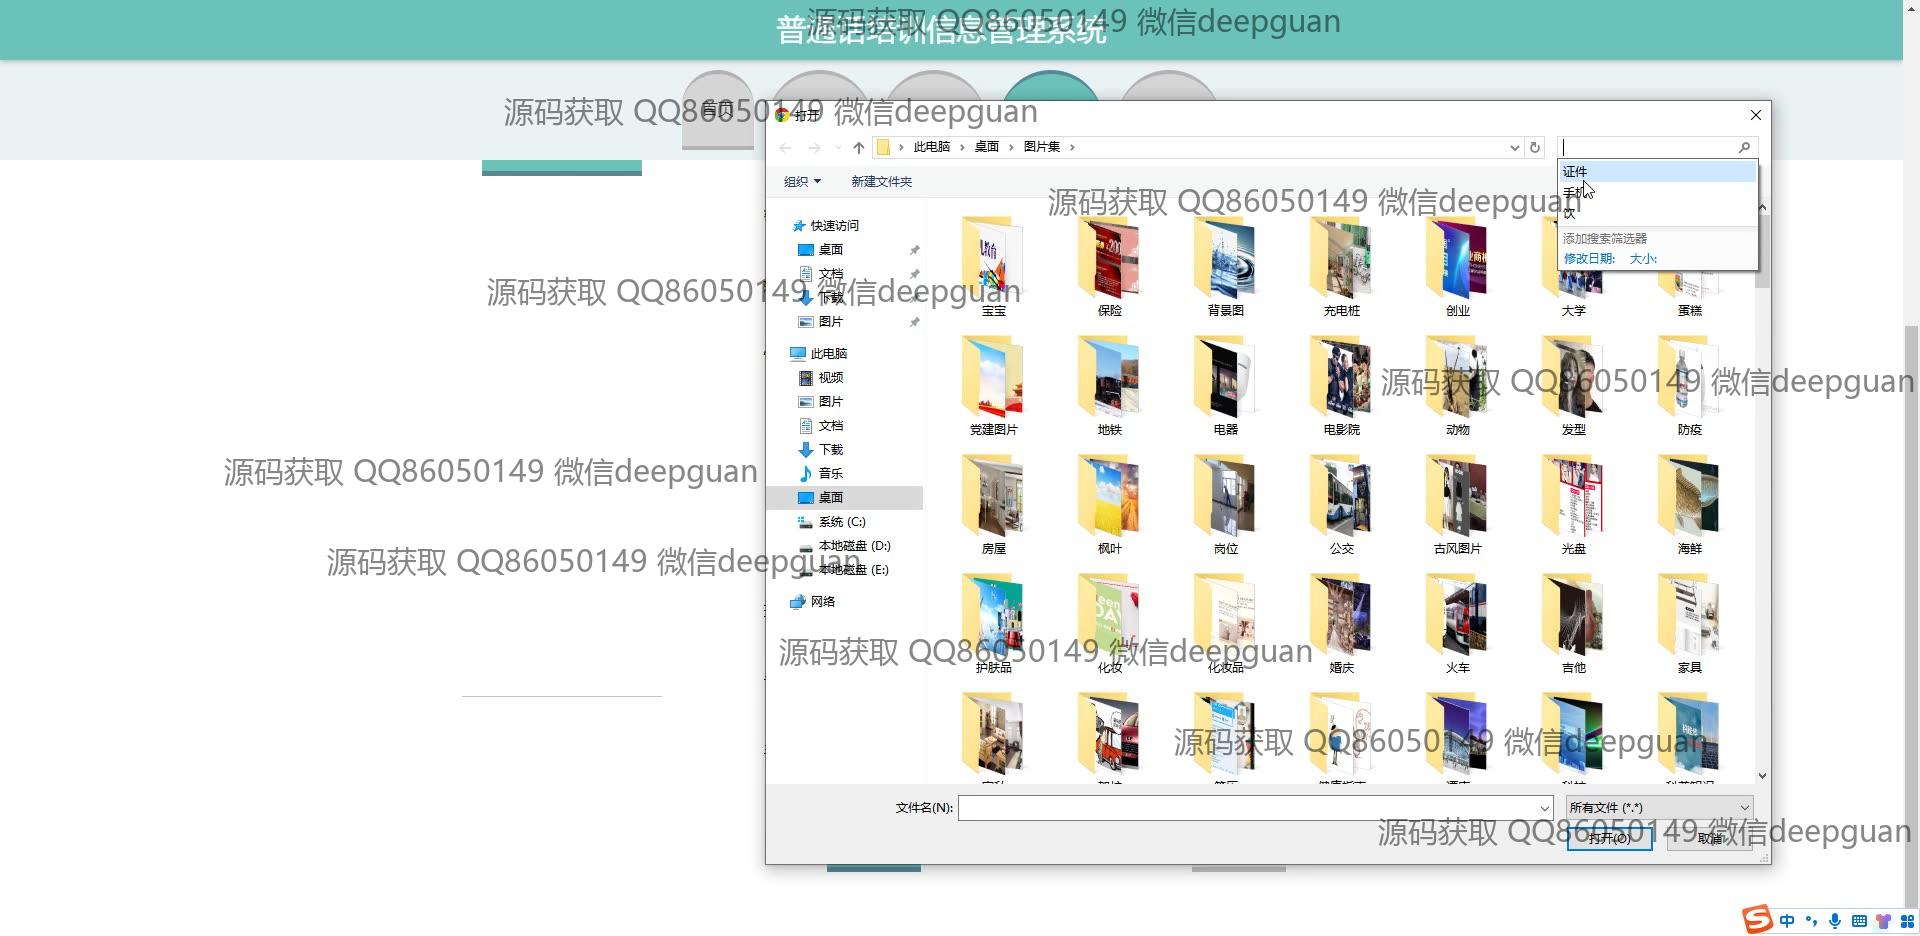 普通话培训信息管理系统
源码获取 QQ86050149 微信deepguan
首页
源码获取 QQ86050149 微信deepguan
打开
此电脑 › 桌面 › 图片集 ›
组织
新建文件夹
证件
手机
饮
添加搜索筛选器
修改日期: 大小:
源码获取 QQ86050149 微信deepguan
快速访问
桌面
文档
下载
图片
源码获取 QQ86050149 微信deepguan
此电脑
视频
图片
文档
下载
音乐
桌面
系统 (C:)
本地磁盘 (D:)
本地磁盘 (E:)
网络
宝宝 保险 背景图 充电桩 创业 大学 蛋糕
源码获取 QQ86050149 微信deepguan
党建图片 地铁 电器 电影院 动物 发型 防疫
源码获取 QQ86050149 微信deepguan
房屋 枫叶 岗位 公交 古风图片 光盘 海鲜
源码获取 QQ86050149 微信deepguan
源码获取 QQ86050149 微信deepguan
护肤品 化妆 化妆品 婚庆 火车 吉他 家具
源码获取 QQ86050149 微信deepguan
文件名(N):
所有文件 (*.*)
源码获取 QQ86050149 微信deepguan
打开(O)
取消
中